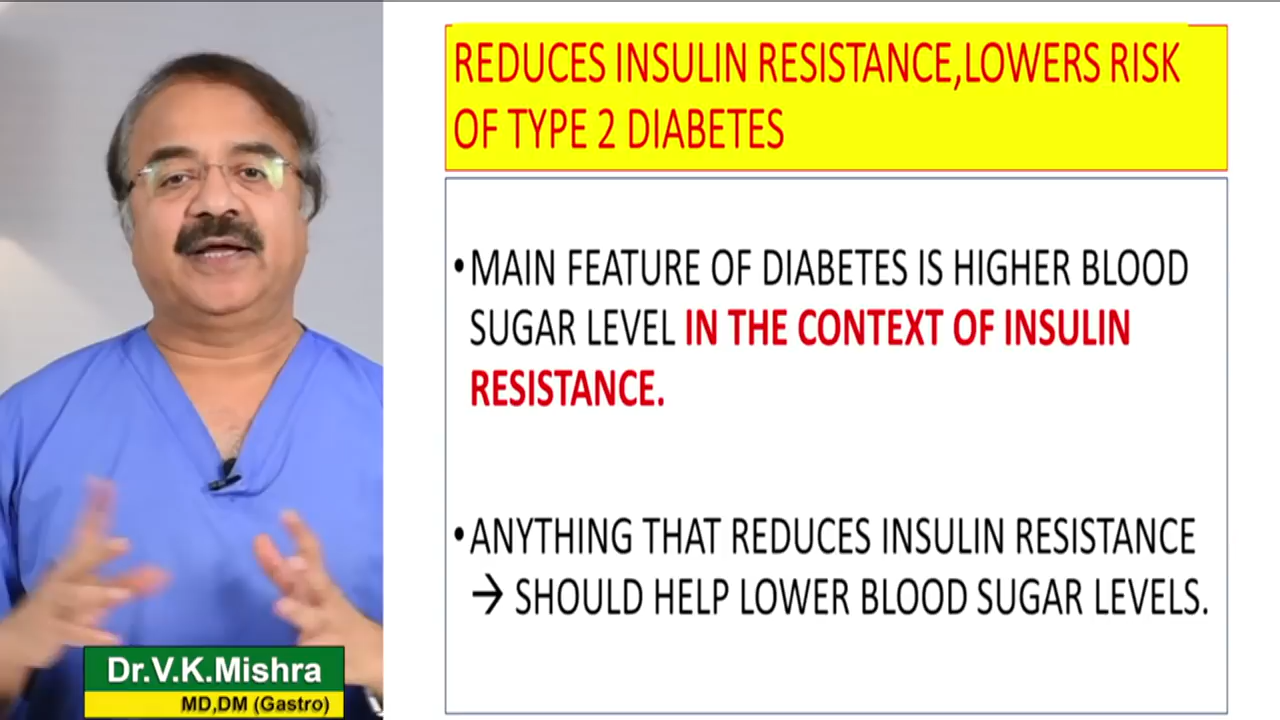 REDUCES INSULIN RESISTANCE,LOWERS RISK
OF TYPE 2 DIABETES
•MAIN FEATURE OF DIABETES IS HIGHER BLOOD
SUGAR LEVEL IN THE CONTEXT OF INSULIN
RESISTANCE.
•ANYTHING THAT REDUCES INSULIN RESISTANCE
→ SHOULD HELP LOWER BLOOD SUGAR LEVELS.
Dr.V.K.Mishra
MD,DM (Gastro)